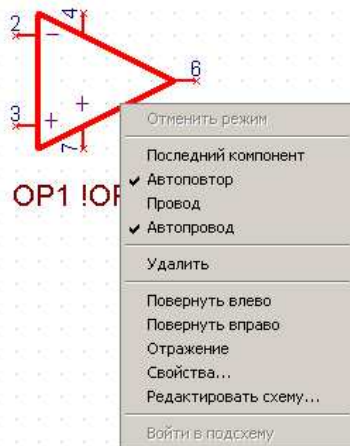 2
4
6
3
7
OP1 !OP
Отменить режим
Последний компонент
Автоповтор
Провод
Автопровод
Удалить
Повернуть влево
Повернуть вправо
Отражение
Свойства...
Редактировать схему...
Войти в подсхему